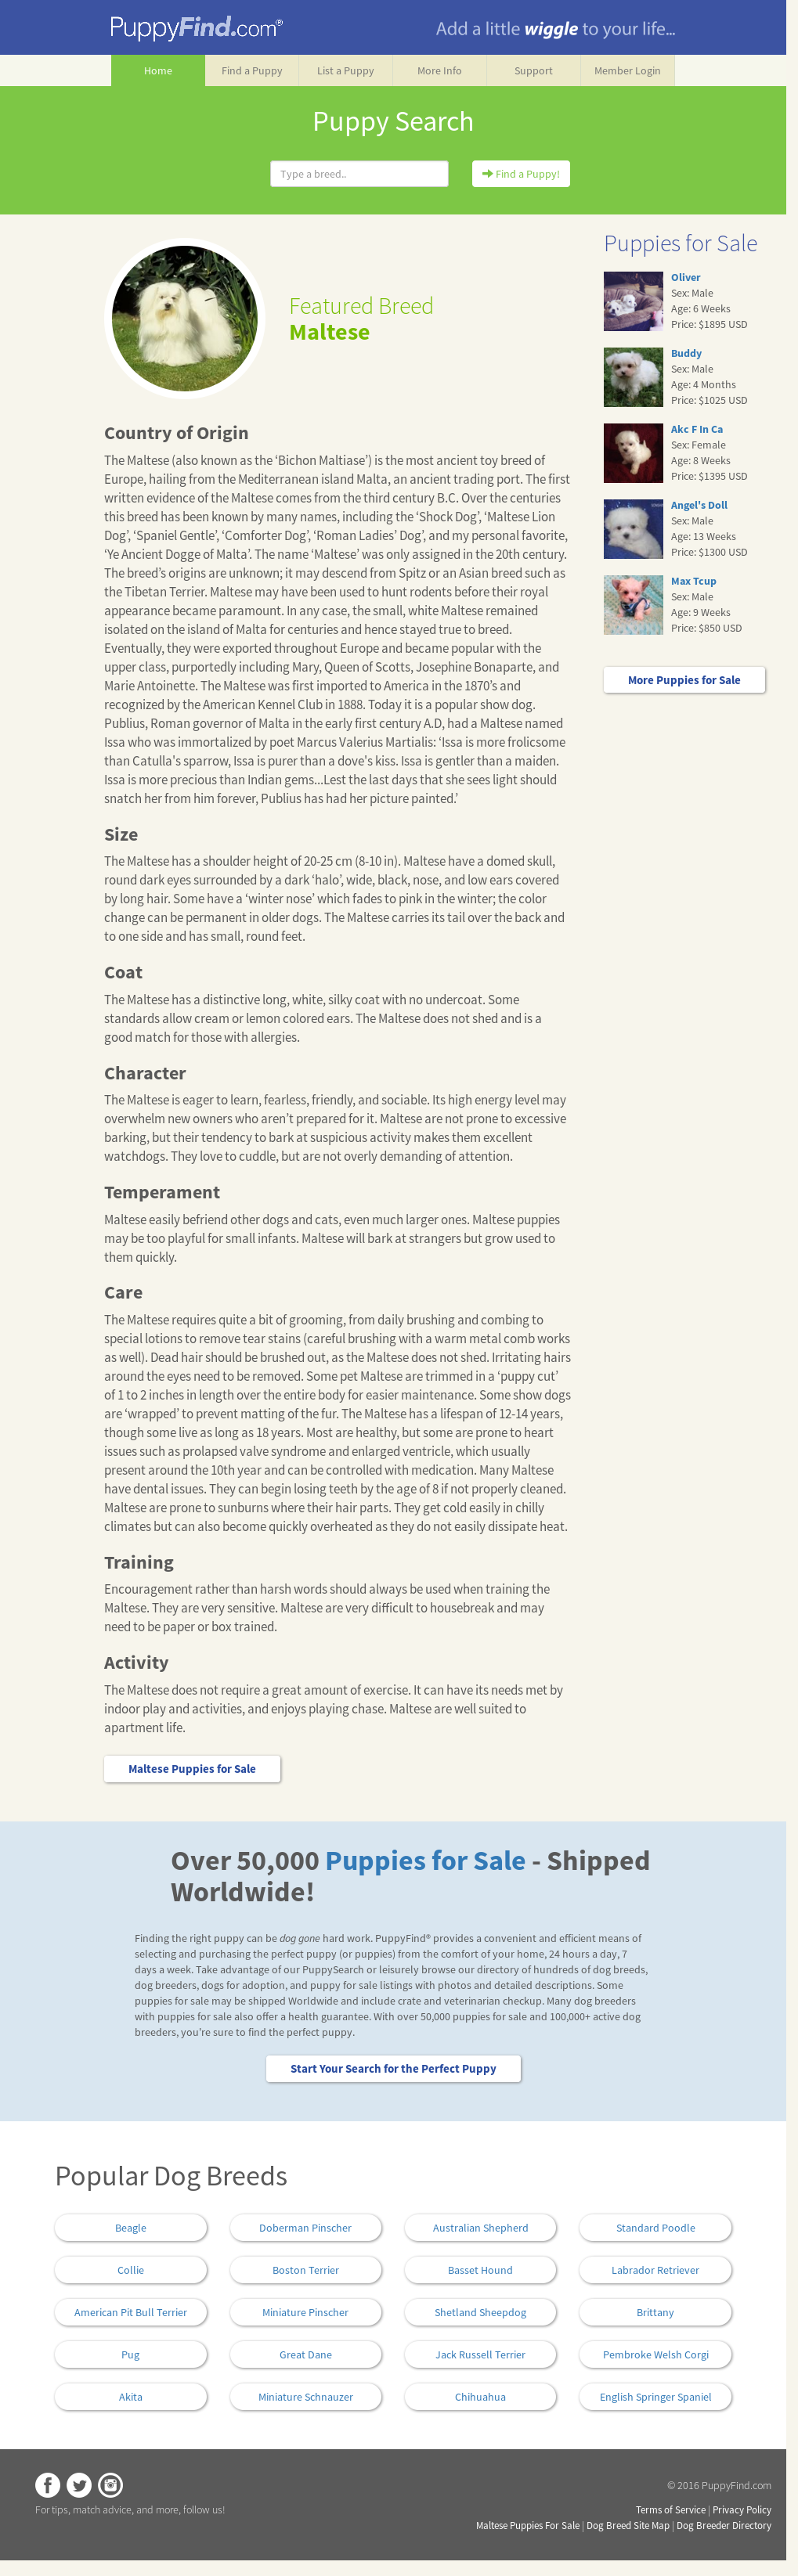 PuppyFind.com®
Add a little wiggle to your life...
Home
Find a Puppy
List a Puppy
More Info
Support
Member Login
Puppy Search
Type a breed..
Find a Puppy!
Featured Breed
Maltese
Country of Origin
The Maltese (also known as the ‘Bichon Maltiase’) is the most ancient toy breed of
Europe, hailing from the Mediterranean island Malta, an ancient trading port. The first
written evidence of the Maltese comes from the third century B.C. Over the centuries
this breed has been known by many names, including the ‘Shock Dog’, ‘Maltese Lion
Dog’, ‘Spaniel Gentle’, ‘Comforter Dog’, ‘Roman Ladies’ Dog’, and my personal favorite,
‘Ye Ancient Dogge of Malta’. The name ‘Maltese’ was only assigned in the 20th century.
The breed’s origins are unknown; it may descend from Spitz or an Asian breed such as
the Tibetan Terrier. Maltese may have been used to hunt rodents before their royal
appearance became paramount. In any case, the small, white Maltese remained
isolated on the island of Malta for centuries and hence stayed true to breed.
Eventually, they were exported throughout Europe and became popular with the
upper class, purportedly including Mary, Queen of Scotts, Josephine Bonaparte, and
Marie Antoinette. The Maltese was first imported to America in the 1870’s and
recognized by the American Kennel Club in 1888. Today it is a popular show dog.
Publius, Roman governor of Malta in the early first century A.D, had a Maltese named
Issa who was immortalized by poet Marcus Valerius Martialis: ‘Issa is more frolicsome
than Catulla's sparrow, Issa is purer than a dove's kiss. Issa is gentler than a maiden.
Issa is more precious than Indian gems...Lest the last days that she sees light should
snatch her from him forever, Publius has had her picture painted.’
Size
The Maltese has a shoulder height of 20-25 cm (8-10 in). Maltese have a domed skull,
round dark eyes surrounded by a dark ‘halo’, wide, black, nose, and low ears covered
by long hair. Some have a ‘winter nose’ which fades to pink in the winter; the color
change can be permanent in older dogs. The Maltese carries its tail over the back and
to one side and has small, round feet.
Coat
The Maltese has a distinctive long, white, silky coat with no undercoat. Some
standards allow cream or lemon colored ears. The Maltese does not shed and is a
good match for those with allergies.
Character
The Maltese is eager to learn, fearless, friendly, and sociable. Its high energy level may
overwhelm new owners who aren’t prepared for it. Maltese are not prone to excessive
barking, but their tendency to bark at suspicious activity makes them excellent
watchdogs. They love to cuddle, but are not overly demanding of attention.
Temperament
Maltese easily befriend other dogs and cats, even much larger ones. Maltese puppies
may be too playful for small infants. Maltese will bark at strangers but grow used to
them quickly.
Care
The Maltese requires quite a bit of grooming, from daily brushing and combing to
special lotions to remove tear stains (careful brushing with a warm metal comb works
as well). Dead hair should be brushed out, as the Maltese does not shed. Irritating hairs
around the eyes need to be removed. Some pet Maltese are trimmed in a ‘puppy cut’
of 1 to 2 inches in length over the entire body for easier maintenance. Some show dogs
are ‘wrapped’ to prevent matting of the fur. The Maltese has a lifespan of 12-14 years,
though some live as long as 18 years. Most are healthy, but some are prone to heart
issues such as prolapsed valve syndrome and enlarged ventricle, which usually
present around the 10th year and can be controlled with medication. Many Maltese
have dental issues. They can begin losing teeth by the age of 8 if not properly cleaned.
Maltese are prone to sunburns where their hair parts. They get cold easily in chilly
climates but can also become quickly overheated as they do not easily dissipate heat.
Training
Encouragement rather than harsh words should always be used when training the
Maltese. They are very sensitive. Maltese are very difficult to housebreak and may
need to be paper or box trained.
Activity
The Maltese does not require a great amount of exercise. It can have its needs met by
indoor play and activities, and enjoys playing chase. Maltese are well suited to
apartment life.
Maltese Puppies for Sale
Puppies for Sale
Oliver
Sex: Male
Age: 6 Weeks
Price: $1895 USD
Buddy
Sex: Male
Age: 4 Months
Price: $1025 USD
Akc F In Ca
Sex: Female
Age: 8 Weeks
Price: $1395 USD
Angel's Doll
Sex: Male
Age: 13 Weeks
Price: $1300 USD
Max Tcup
Sex: Male
Age: 9 Weeks
Price: $850 USD
More Puppies for Sale
Over 50,000 Puppies for Sale - Shipped
Worldwide!
Finding the right puppy can be dog gone hard work. PuppyFind® provides a convenient and efficient means of
selecting and purchasing the perfect puppy (or puppies) from the comfort of your home, 24 hours a day, 7
days a week. Take advantage of our PuppySearch or leisurely browse our directory of hundreds of dog breeds,
dog breeders, dogs for adoption, and puppy for sale listings with photos and detailed descriptions. Some
puppies for sale may be shipped Worldwide and include crate and veterinarian checkup. Many dog breeders
with puppies for sale also offer a health guarantee. With over 50,000 puppies for sale and 100,000+ active dog
breeders, you're sure to find the perfect puppy.
Start Your Search for the Perfect Puppy
Popular Dog Breeds
Beagle
Doberman Pinscher
Australian Shepherd
Standard Poodle
Collie
Boston Terrier
Basset Hound
Labrador Retriever
American Pit Bull Terrier
Miniature Pinscher
Shetland Sheepdog
Brittany
Pug
Great Dane
Jack Russell Terrier
Pembroke Welsh Corgi
Akita
Miniature Schnauzer
Chihuahua
English Springer Spaniel
For tips, match advice, and more, follow us!
© 2016 PuppyFind.com
Terms of Service | Privacy Policy
Maltese Puppies For Sale | Dog Breed Site Map | Dog Breeder Directory